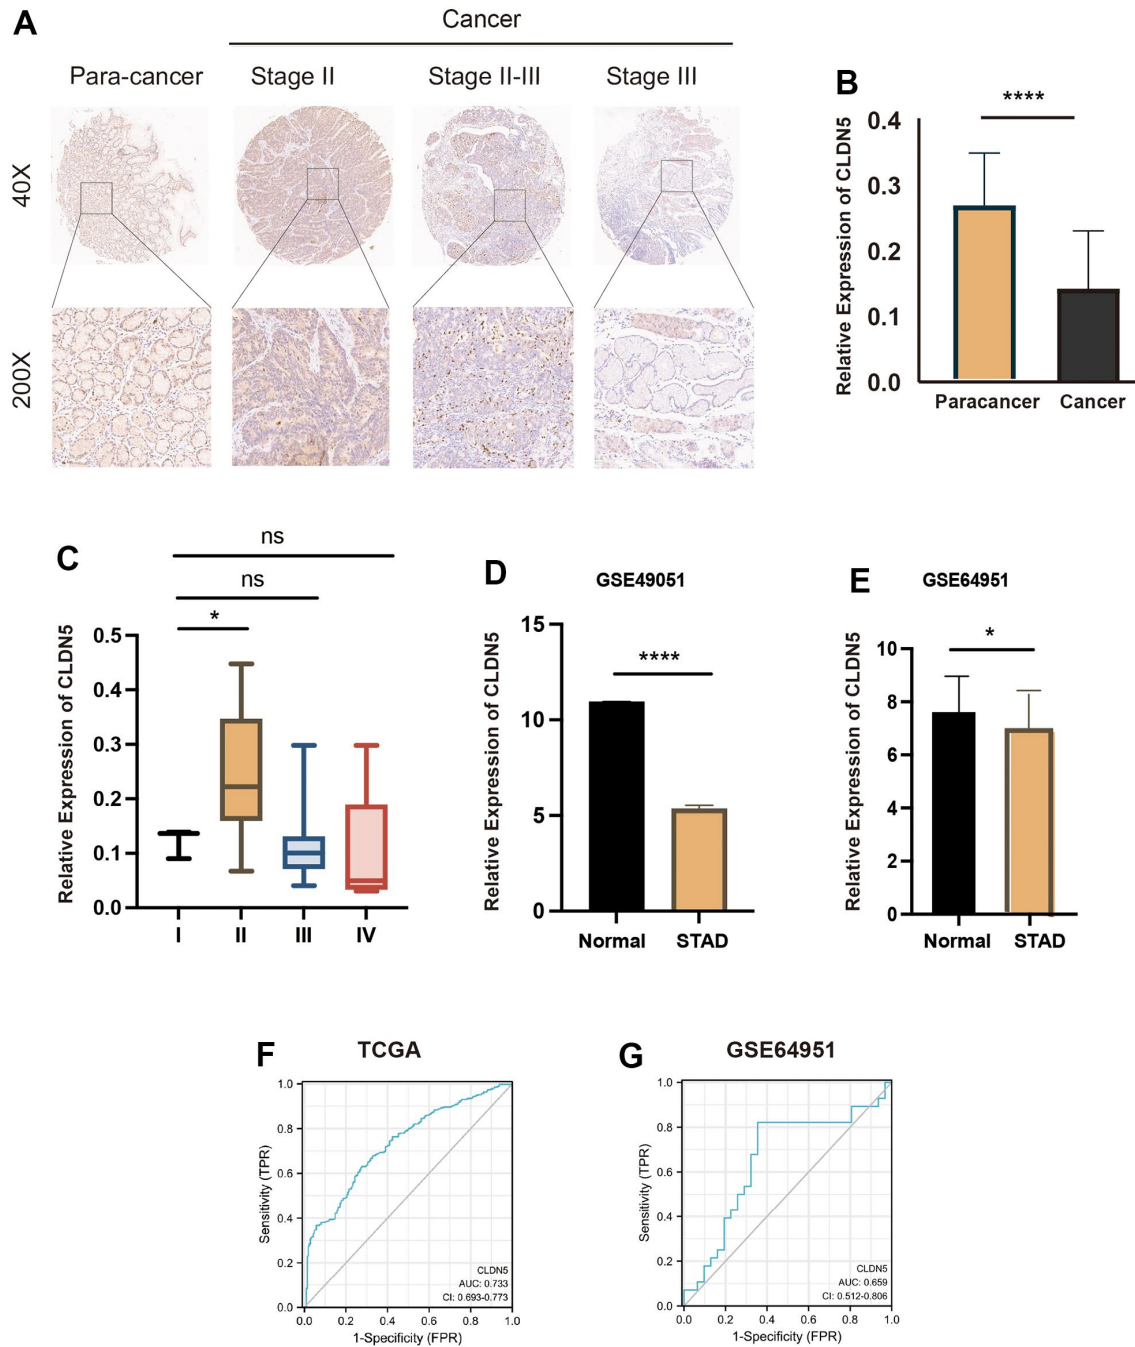 A
Cancer
Para-cancer
Stage II
Stage II-III
Stage III
40X
200X
B
****
Relative Expression of CLDN5
0.4
0.3
0.2
0.1
0.0
Paracancer
Cancer
C
ns
ns
*
Relative Expression of CLDN5
0.5
0.4
0.3
0.2
0.1
0.0
I
II
III
IV
D
GSE49051
****
Relative Expression of CLDN5
15
10
5
0
Normal
STAD
E
GSE64951
*
Relative Expression of CLDN5
10
8
6
4
2
0
Normal
STAD
F
TCGA
Sensitivity (TPR)
1.0
0.8
0.6
0.4
0.2
0.0
CLDN5
AUC: 0.733
CI: 0.693-0.773
0.0 0.2 0.4 0.6 0.8 1.0
1-Specificity (FPR)
G
GSE64951
Sensitivity (TPR)
1.0
0.8
0.6
0.4
0.2
0.0
CLDN5
AUC: 0.659
CI: 0.512-0.806
0.0 0.2 0.4 0.6 0.8 1.0
1-Specificity (FPR)